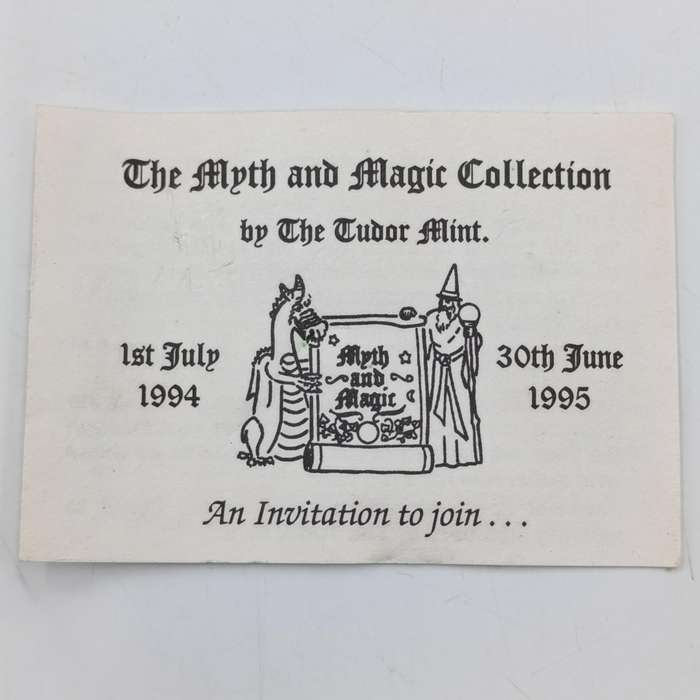 The Myth and Magic Collection
by The Tudor Mint.
1st July
1994
Myth
and
Magic
30th June
1995
An Invitation to join . . .